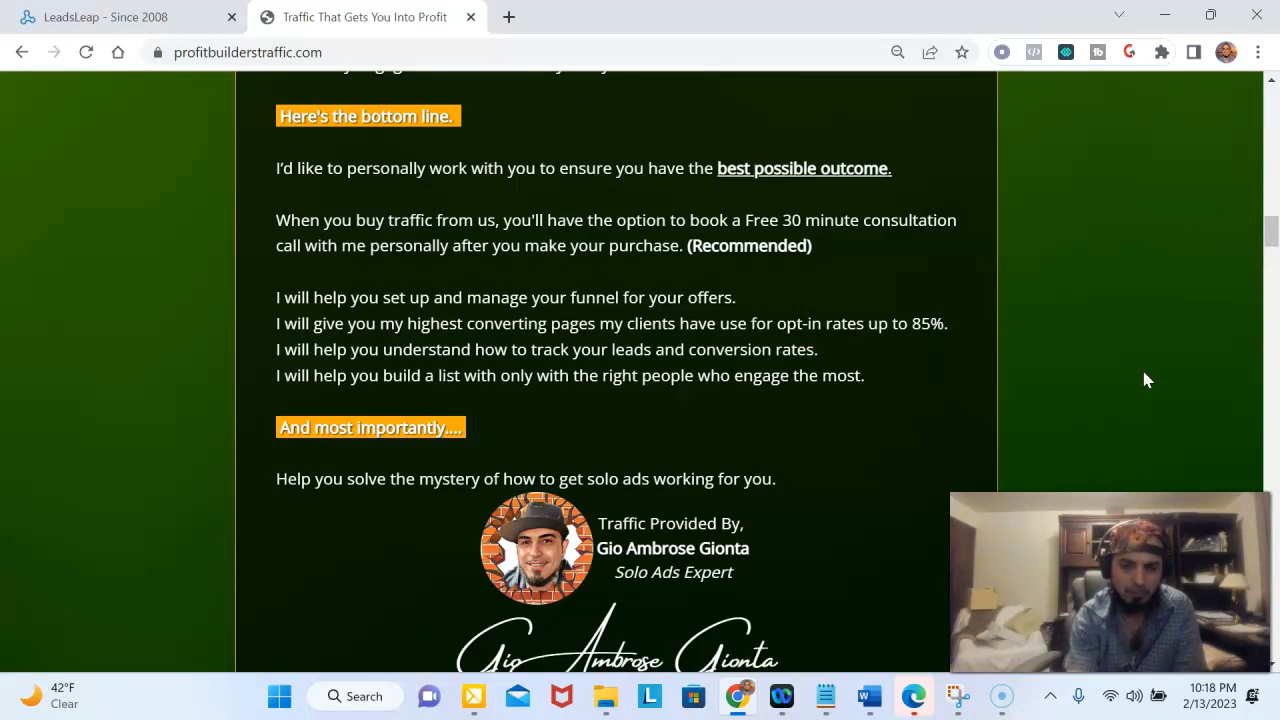 LeadsLeap - Since 2008
Traffic That Gets You Into Profit
profitbuilderstraffic.com
Here's the bottom line.
I'd like to personally work with you to ensure you have the best possible outcome.
When you buy traffic from us, you'll have the option to book a Free 30 minute consultation
call with me personally after you make your purchase. (Recommended)
I will help you set up and manage your funnel for your offers.
I will give you my highest converting pages my clients have use for opt-in rates up to 85%.
I will help you understand how to track your leads and conversion rates.
I will help you build a list with only with the right people who engage the most.
And most importantly....
Help you solve the mystery of how to get solo ads working for you.
Traffic Provided By,
Gio Ambrose Gionta
Solo Ads Expert
Gio Ambrose Gionta
42°F
Clear
Search
10:18 PM
2/13/2023